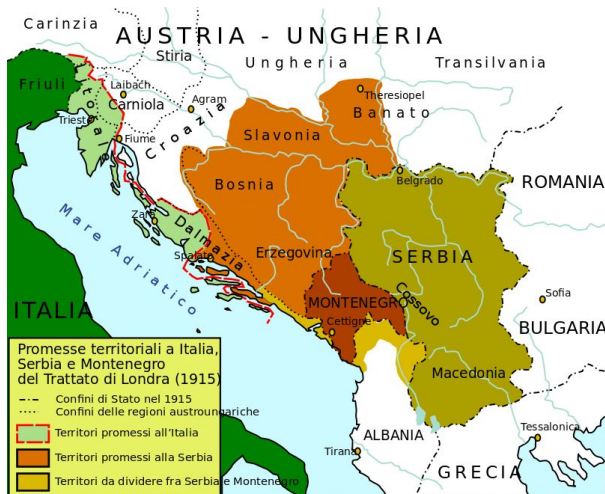 Carinzia
AUSTRIA - UNGHERIA
Stiria
Ungheria
Transilvania
Friuli
Laibach
Carniola
Theresiopel
Banato
Agram
Trieste
Fiume
Croazia
Slavonia
Bosnia
Belgrado
ROMANIA
Zara
Dalmazia
Mare Adriatico
Spalato
Erzegovina
SERBIA
ITALIA
MONTENEGRO
Cossovo
Cettigne
Sofia
BULGARIA
Macedonia
ALBANIA
Tirana
Tessalonica
GRECIA
Promesse territoriali a Italia,
Serbia e Montenegro
del Trattato di Londra (1915)
Confini di Stato nel 1915
Confini delle regioni austroungariche
Territori promessi all'Italia
Territori promessi alla Serbia
Territori da dividere fra Serbia e Montenegro